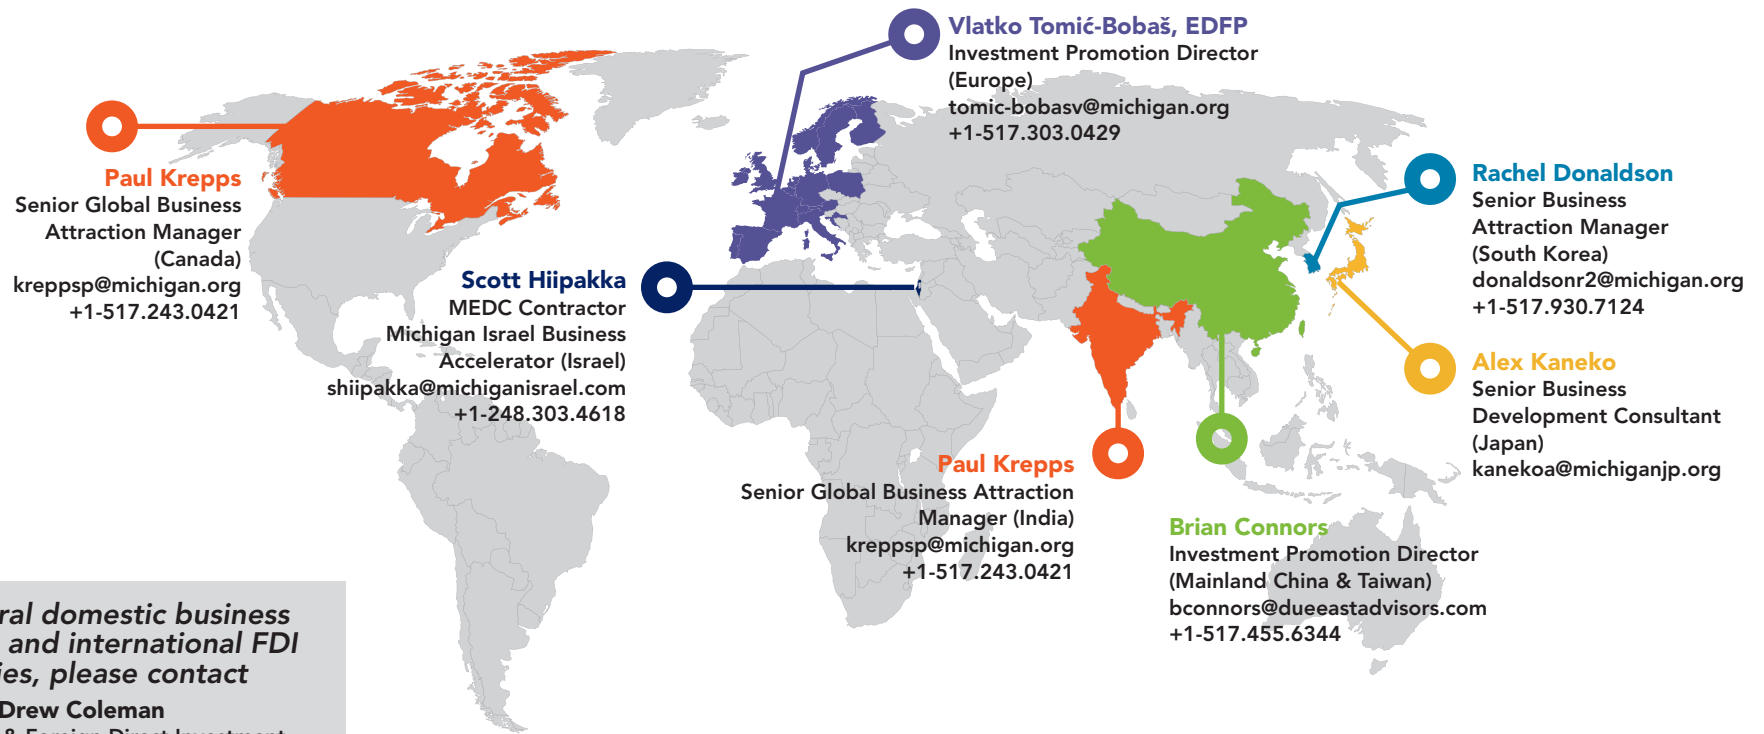 Vlatko Tomić-Bobaš, EDFP
Investment Promotion Director
(Europe)
tomic-bobasv@michigan.org
+1-517.303.0429
Paul Krepps
Senior Global Business
Attraction Manager
(Canada)
kreppsp@michigan.org
+1-517.243.0421
Scott Hiipakka
MEDC Contractor
Michigan Israel Business
Accelerator (Israel)
shiipakka@michiganisrael.com
+1-248.303.4618
Rachel Donaldson
Senior Business
Attraction Manager
(South Korea)
donaldsonr2@michigan.org
+1-517.930.7124
Alex Kaneko
Senior Business
Development Consultant
(Japan)
kanekoa@michiganjp.org
Paul Krepps
Senior Global Business Attraction
Manager (India)
kreppsp@michigan.org
+1-517.243.0421
Brian Connors
Investment Promotion Director
(Mainland China & Taiwan)
bconnors@dueeastadvisors.com
+1-517.455.6344
ral domestic business
and international FDI
ies, please contact
Drew Coleman
& Foreign Direct Investment